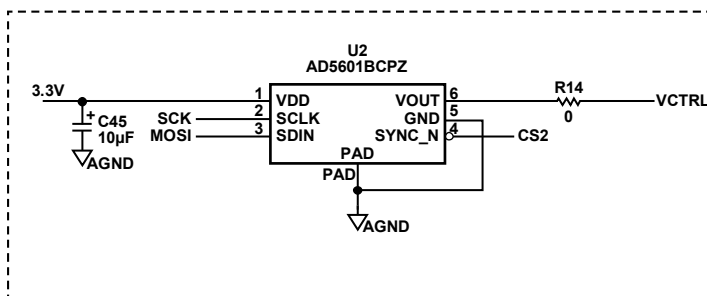 U2
AD5601BCPZ
3.3V
1
VDD
VOUT
6
R14
0
VCTRL
C45
10µF
+
AGND
SCK
2
SCLK
GND
5
MOSI
3
SDIN
SYNC_N
4
CS2
PAD
PAD
AGND